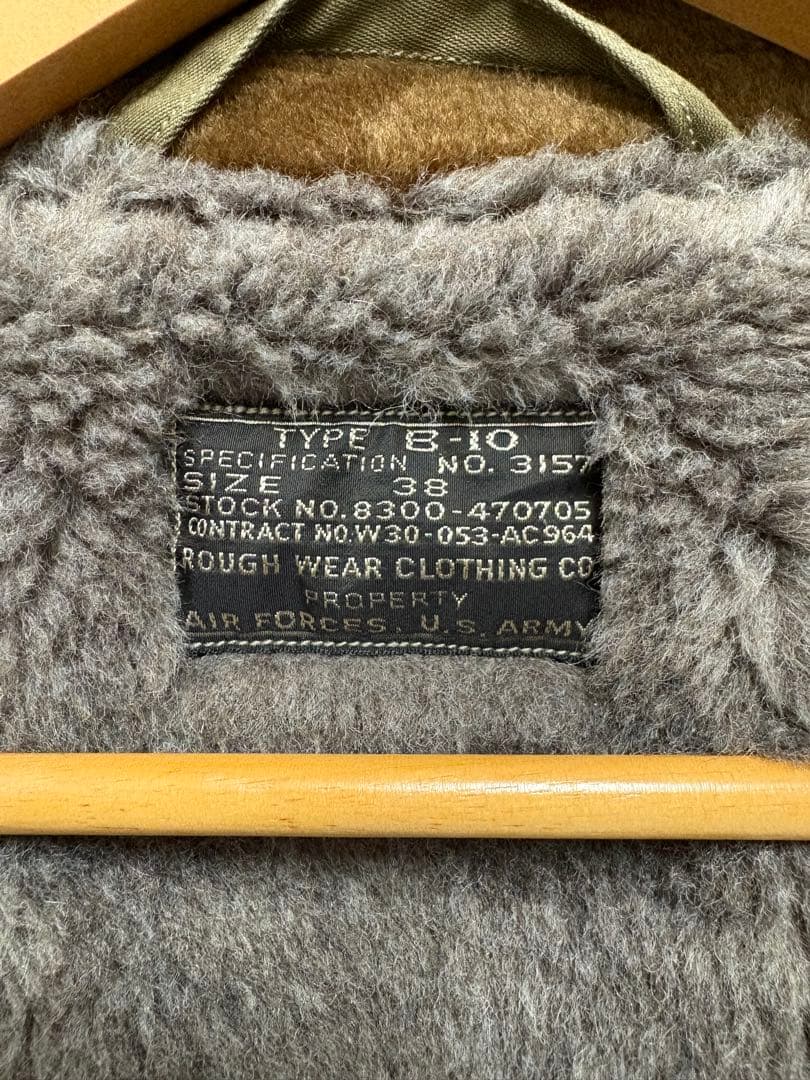 TYPE B-10
SPECIFICATION NO. 3157
SIZE 38
STOCK NO. 8300-470705
CONTRACT NO.W30-053-AC964
ROUGH WEAR CLOTHING CO
PROPERTY
AIR FORCES, U.S. ARMY